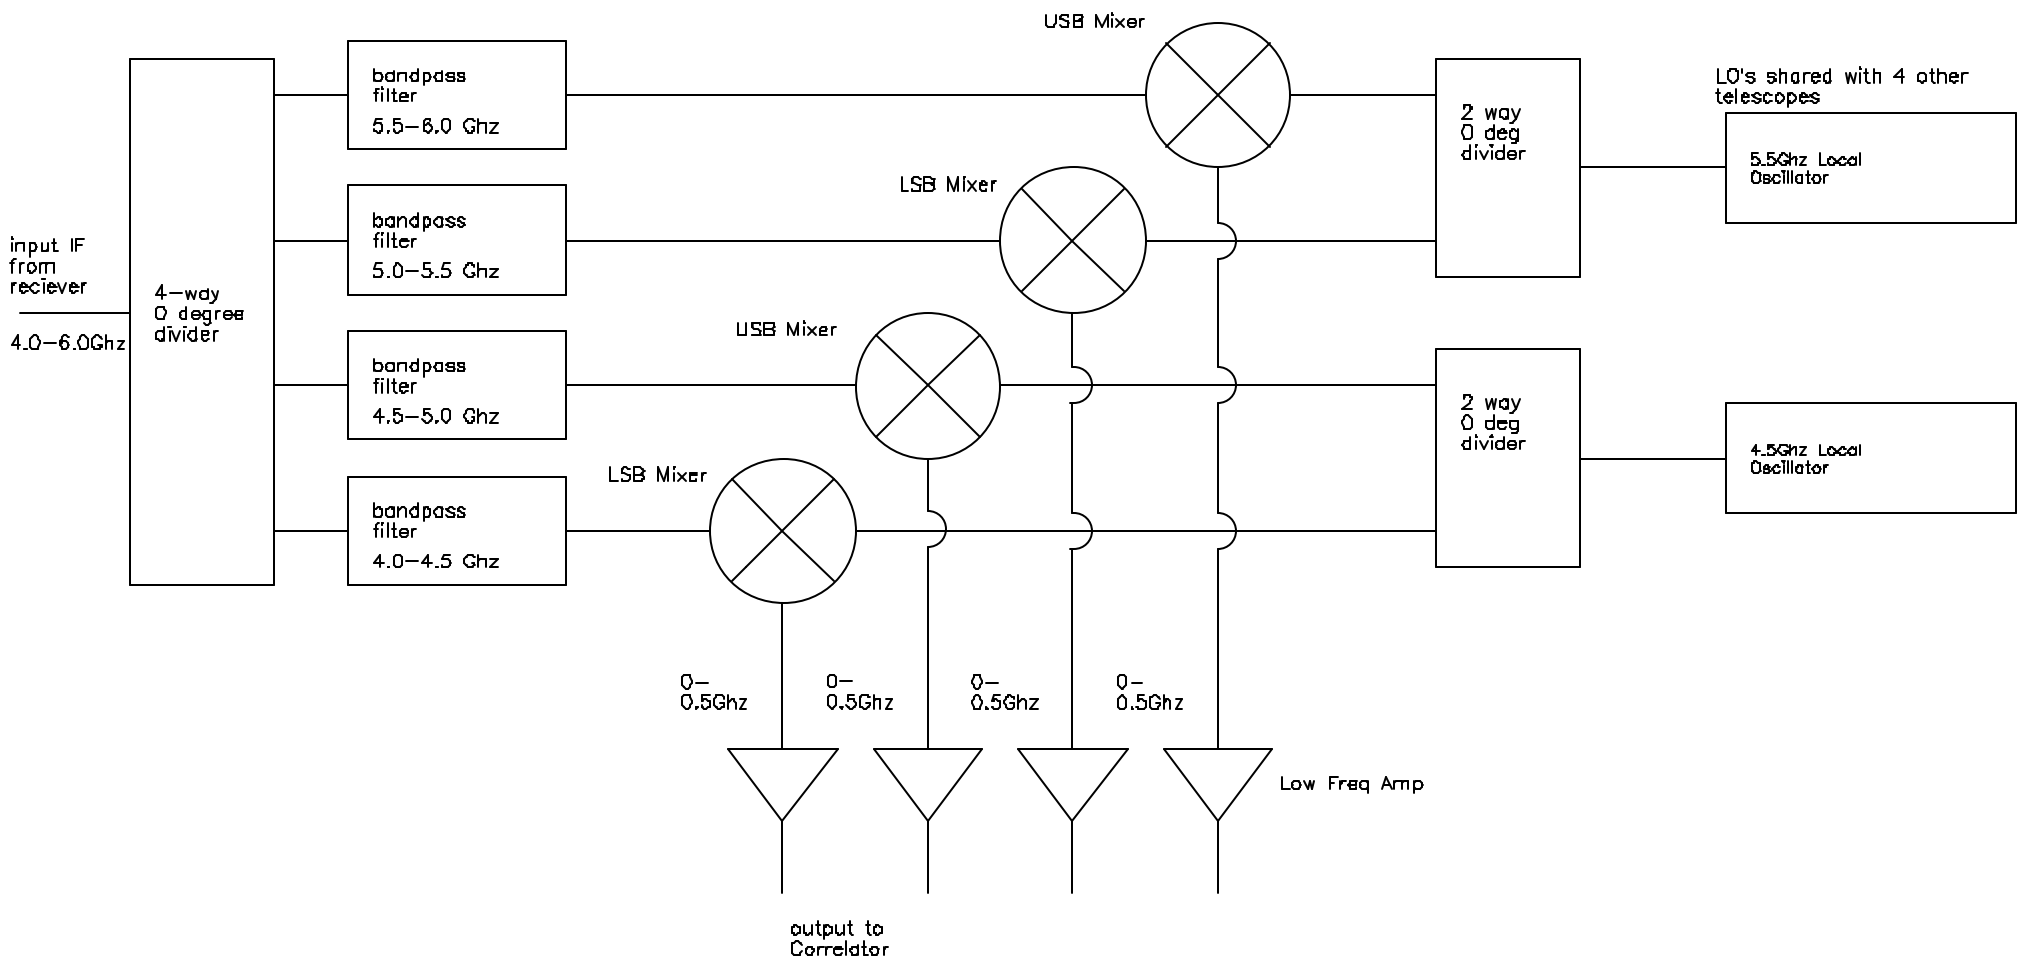 USB Mixer
bandpass
filter
5.5-6.0 Ghz
LO's shared with 4 other
telescopes
2 way
0 deg
divider
5.5Ghz Local
Oscillator
LSB Mixer
bandpass
filter
5.0-5.5 Ghz
input IF
from
reciever
4.0-6.0Ghz
4-way
0 degree
divider
USB Mixer
bandpass
filter
4.5-5.0 Ghz
2 way
0 deg
divider
4.5Ghz Local
Oscillator
LSB Mixer
bandpass
filter
4.0-4.5 Ghz
0-
0.5Ghz
0-
0.5Ghz
0-
0.5Ghz
0-
0.5Ghz
Low Freq Amp
output to
Correlator